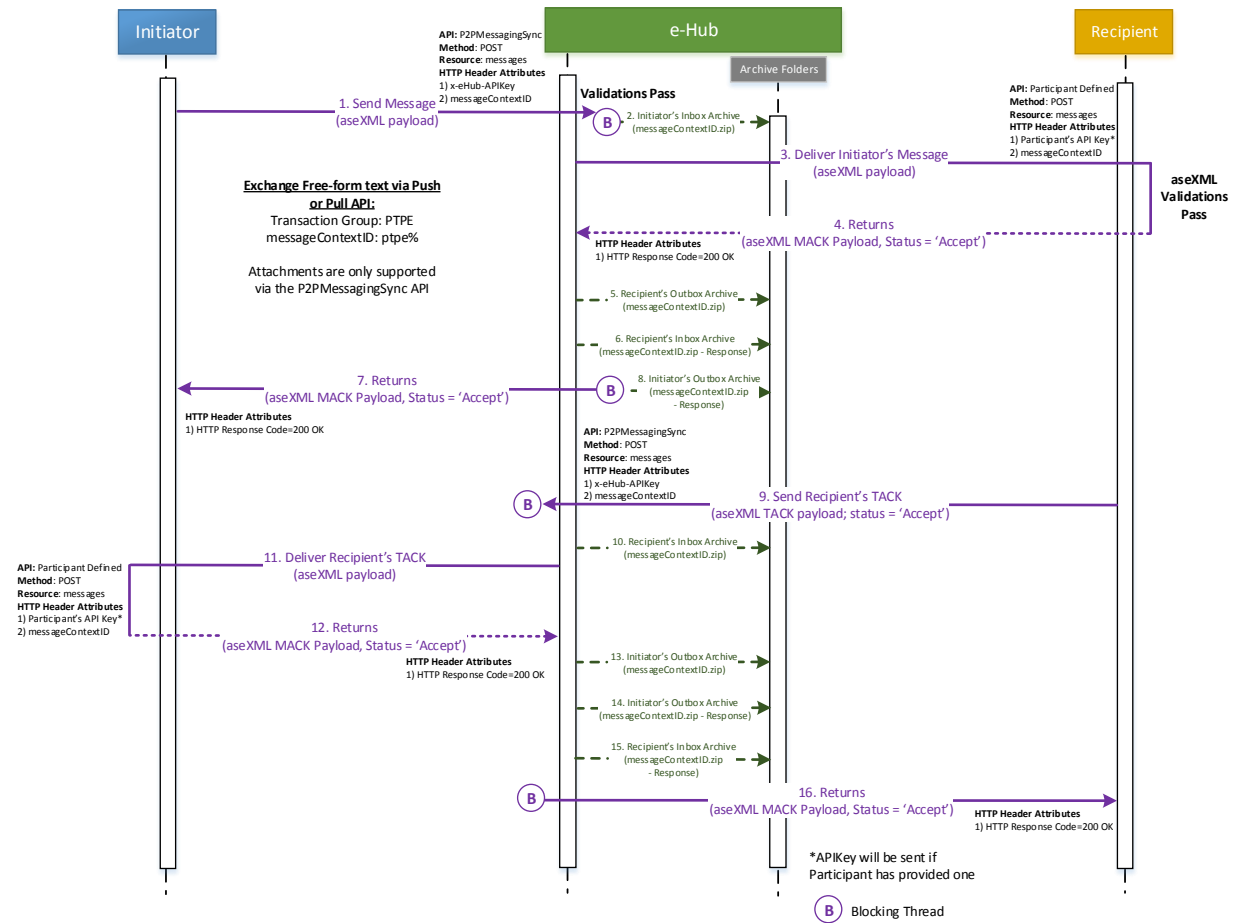 Initiator
e-Hub
Recipient
Archive Folders
API: P2PMessagingSync
Method: POST
Resource: messages
HTTP Header Attributes
1) x-eHub-APIKey
2) messageContextID
1. Send Message
(aseXML payload)
Validations Pass
B
2. Initiator's Inbox Archive
(messageContextID.zip)
API: Participant Defined
Method: POST
Resource: messages
HTTP Header Attributes
1) Participant's API Key*
2) messageContextID
3. Deliver Initiator's Message
(aseXML payload)
aseXML
Validations
Pass
Exchange Free-form text via Push
or Pull API:
Transaction Group: PTPE
messageContextID: ptpe%
Attachments are only supported
via the P2PMessagingSync API
4. Returns
(aseXML MACK Payload, Status = 'Accept')
HTTP Header Attributes
1) HTTP Response Code=200 OK
5. Recipient's Outbox Archive
(messageContextID.zip)
6. Recipient's Inbox Archive
(messageContextID.zip - Response)
7. Returns
(aseXML MACK Payload, Status = 'Accept')
B
8. Initiator's Outbox Archive
(messageContextID.zip
- Response)
HTTP Header Attributes
1) HTTP Response Code=200 OK
API: P2PMessagingSync
Method: POST
Resource: messages
HTTP Header Attributes
1) x-eHub-APIKey
2) messageContextID
B
9. Send Recipient's TACK
(aseXML TACK payload; status = 'Accept')
10. Recipient's Inbox Archive
(messageContextID.zip)
11. Deliver Recipient's TACK
(aseXML payload)
API: Participant Defined
Method: POST
Resource: messages
HTTP Header Attributes
1) Participant's API Key*
2) messageContextID
12. Returns
(aseXML MACK Payload, Status = 'Accept')
HTTP Header Attributes
1) HTTP Response Code=200 OK
13. Initiator's Outbox Archive
(messageContextID.zip)
14. Initiator's Outbox Archive
(messageContextID.zip - Response)
15. Recipient's Inbox Archive
(messageContextID.zip
- Response)
B
16. Returns
(aseXML MACK Payload, Status = 'Accept')
HTTP Header Attributes
1) HTTP Response Code=200 OK
*APIKey will be sent if
Participant has provided one
B Blocking Thread